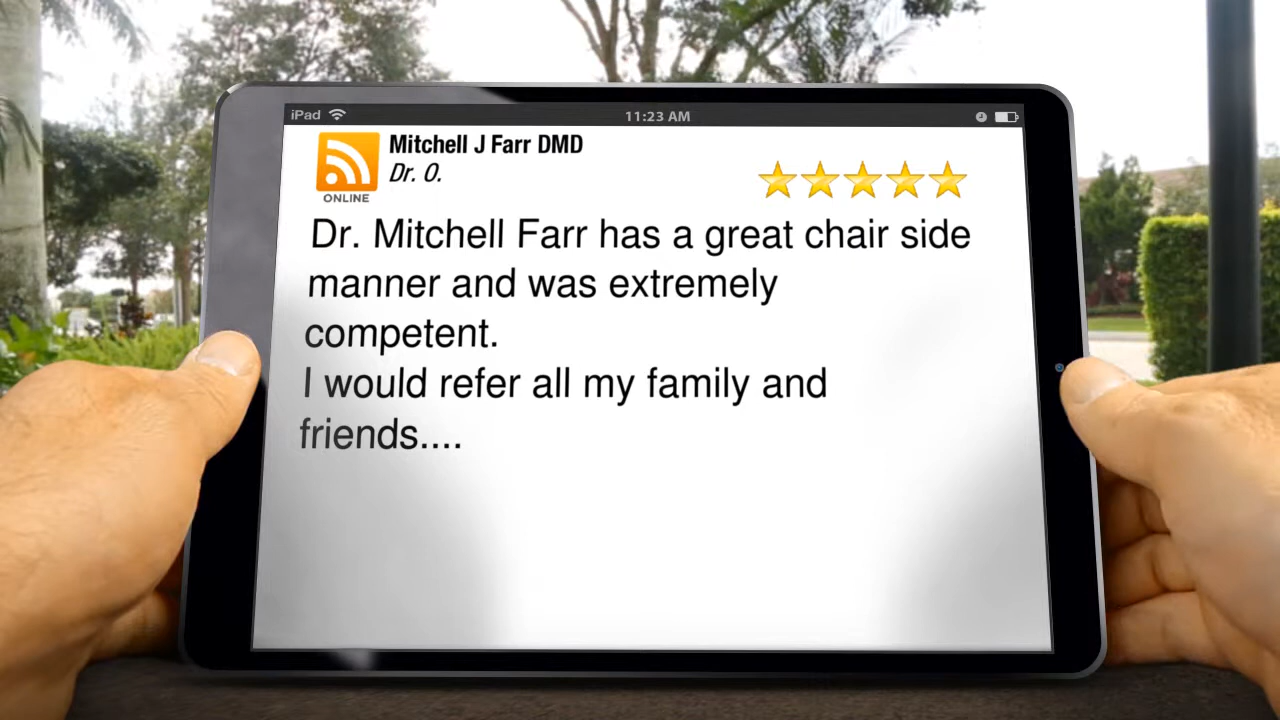 iPad
11:23 AM
Mitchell J Farr DMD
Dr. O.
ONLINE
Dr. Mitchell Farr has a great chair side
manner and was extremely
competent.
I would refer all my family and
friends....